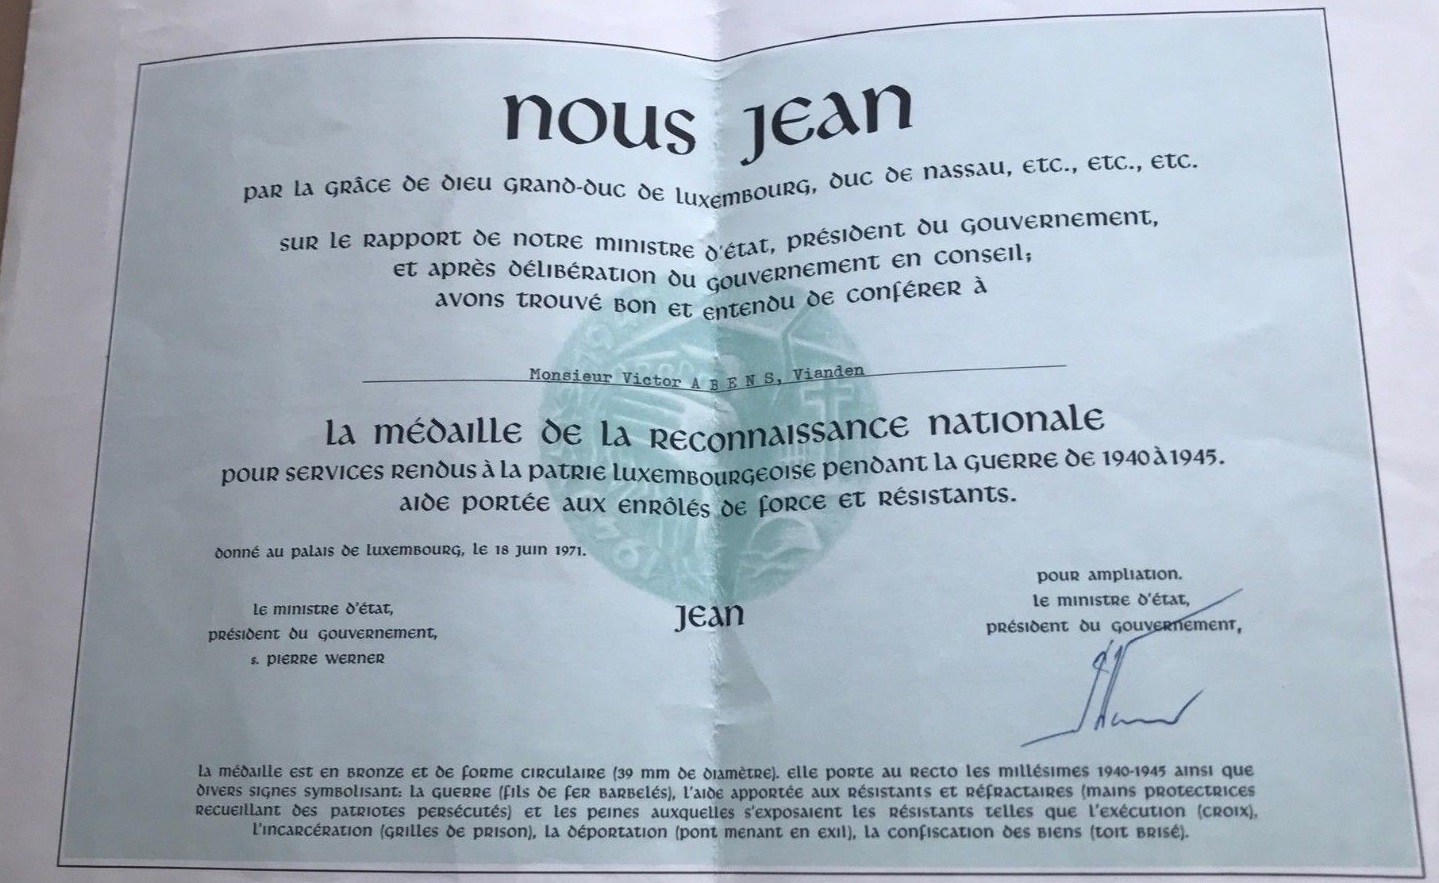 NOUS JEAN
PAR LA GRÂCE DE DIEU GRAND-DUC DE LUXEMBOURG, DUC DE NASSAU, ETC., ETC., ETC.
SUR LE RAPPORT DE NOTRE MINISTRE D'ÉTAT, PRÉSIDENT DU GOUVERNEMENT,
ET APRÈS DÉLIBÉRATION DU GOUVERNEMENT EN CONSEIL;
AVONS TROUVÉ BON ET ENTENDU DE CONFÉRER À
Monsieur Victor A B E N S, Vianden
LA MÉDAILLE DE LA RECONNAISSANCE NATIONALE
POUR SERVICES RENDUS À LA PATRIE LUXEMBOURGEOISE PENDANT LA GUERRE DE 1940 À 1945.
AIDE PORTÉE AUX ENRÔLÉS DE FORCE ET RÉSISTANTS.
DONNÉ AU PALAIS DE LUXEMBOURG, LE 18 JUIN 1971.
LE MINISTRE D'ÉTAT,
PRÉSIDENT DU GOUVERNEMENT,
s. PIERRE WERNER
JEAN
POUR AMPLIATION.
LE MINISTRE D'ÉTAT,
PRÉSIDENT DU GOUVERNEMENT,
LA MÉDAILLE EST EN BRONZE ET DE FORME CIRCULAIRE (39 MM DE DIAMÈTRE). ELLE PORTE AU RECTO LES MILLÉSIMES 1940-1945 AINSI QUE
DIVERS SIGNES SYMBOLISANT: LA GUERRE (FILS DE FER BARBELÉS), L'AIDE APPORTÉE AUX RÉSISTANTS ET RÉFRACTAIRES (MAINS PROTECTRICES
RECUEILLANT DES PATRIOTES PERSÉCUTÉS) ET LES PEINES AUXQUELLES S'EXPOSAIENT LES RÉSISTANTS TELLES QUE L'EXÉCUTION (CROIX),
L'INCARCÉRATION (GRILLES DE PRISON), LA DÉPORTATION (PONT MENANT EN EXIL), LA CONFISCATION DES BIENS (TOIT BRISÉ).